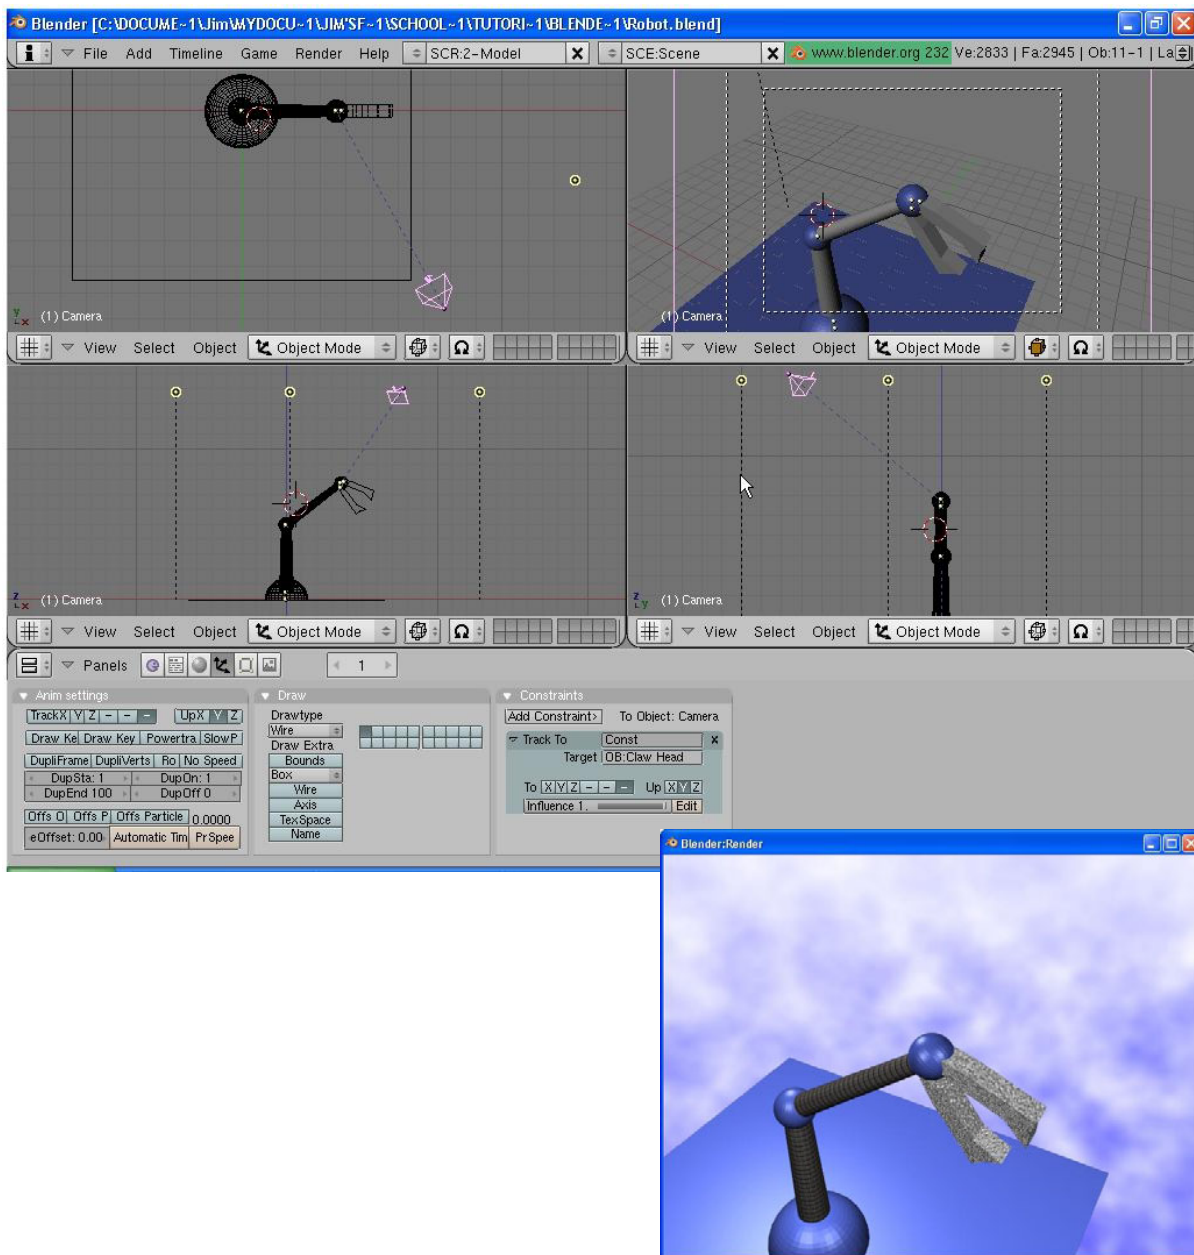 Blender [C:\DOCUME~1\Jim\MYDOCU~1\JIM'SF~1\SCHOOL~1\TUTORI~1\BLENDE~1\Robot.blend]
File Add Timeline Game Render Help SCR:2-Model X SCE:Scene X www.blender.org 232 Ve:2833 | Fa:2945 | Ob:11-1 | La
y x (1) Camera
(1) Camera
View Select Object Object Mode
View Select Object Object Mode
z x (1) Camera
z y (1) Camera
View Select Object Object Mode
View Select Object Object Mode
Panels 1
Anim settings
TrackX Y Z - - - UpX Y Z
Draw Ke Draw Key Powertra SlowP
DupliFrame DupliVerts Ro No Speed
DupSta: 1 DupOn: 1
DupEnd 100 DupOff 0
Offs O Offs P Offs Particle 0.0000
eOffset: 0.00 Automatic Tim PrSpee
Draw
Drawtype
Wire
Draw Extra
Bounds
Box
Wire
Axis
TexSpace
Name
Constraints
Add Constraint> To Object: Camera
Track To Const X
Target OB:Claw Head
To X Y Z - - - Up X Y Z
Influence 1. Edit
Blender:Render